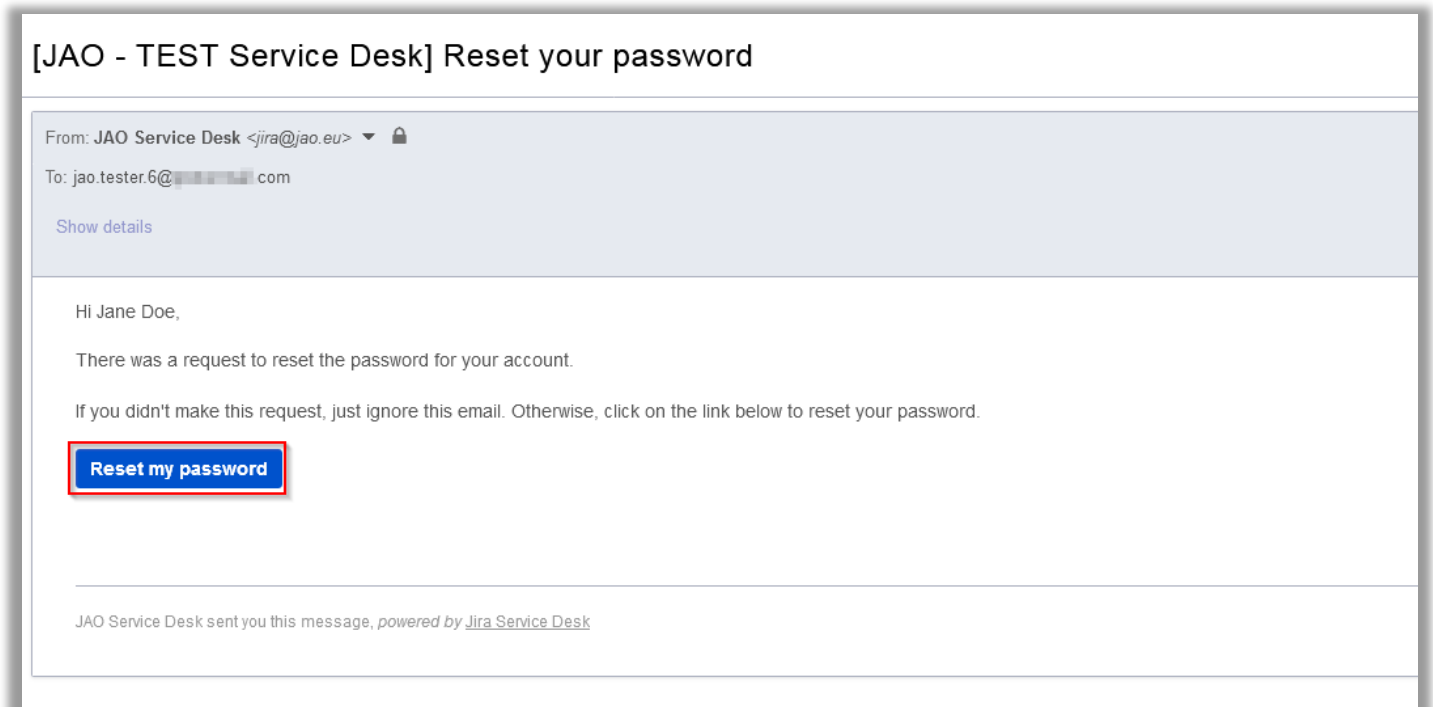 [JAO - TEST Service Desk] Reset your password
From: JAO Service Desk <jira@jao.eu>
To: jao.tester.6@ com
Show details
Hi Jane Doe,
There was a request to reset the password for your account.
If you didn't make this request, just ignore this email. Otherwise, click on the link below to reset your password.
Reset my password
JAO Service Desk sent you this message, powered by Jira Service Desk